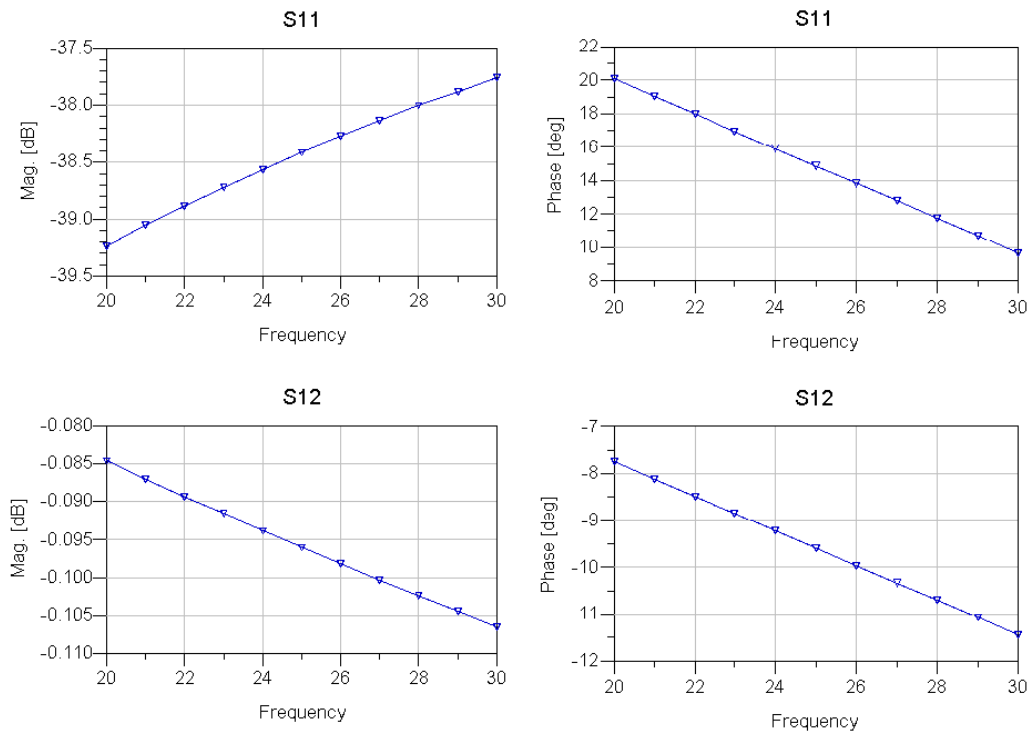 S11
-37.5
-38.0
-38.5
-39.0
-39.5
Mag. [dB]
20 22 24 26 28 30
Frequency
S11
22
20
18
16
14
12
10
8
Phase [deg]
20 22 24 26 28 30
Frequency
S12
-0.080
-0.085
-0.090
-0.095
-0.100
-0.105
-0.110
Mag. [dB]
20 22 24 26 28 30
Frequency
S12
-7
-8
-9
-10
-11
-12
Phase [deg]
20 22 24 26 28 30
Frequency